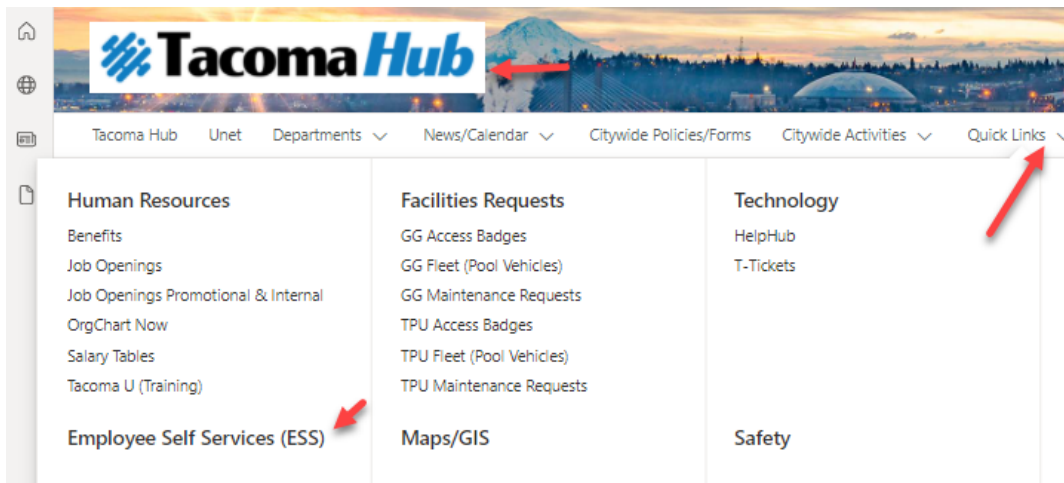 Tacoma Hub
Tacoma Hub Unet Departments News/Calendar Citywide Policies/Forms Citywide Activities Quick Links
Human Resources
Benefits
Job Openings
Job Openings Promotional & Internal
OrgChart Now
Salary Tables
Tacoma U (Training)
Employee Self Services (ESS)
Facilities Requests
GG Access Badges
GG Fleet (Pool Vehicles)
GG Maintenance Requests
TPU Access Badges
TPU Fleet (Pool Vehicles)
TPU Maintenance Requests
Maps/GIS
Technology
HelpHub
T-Tickets
Safety